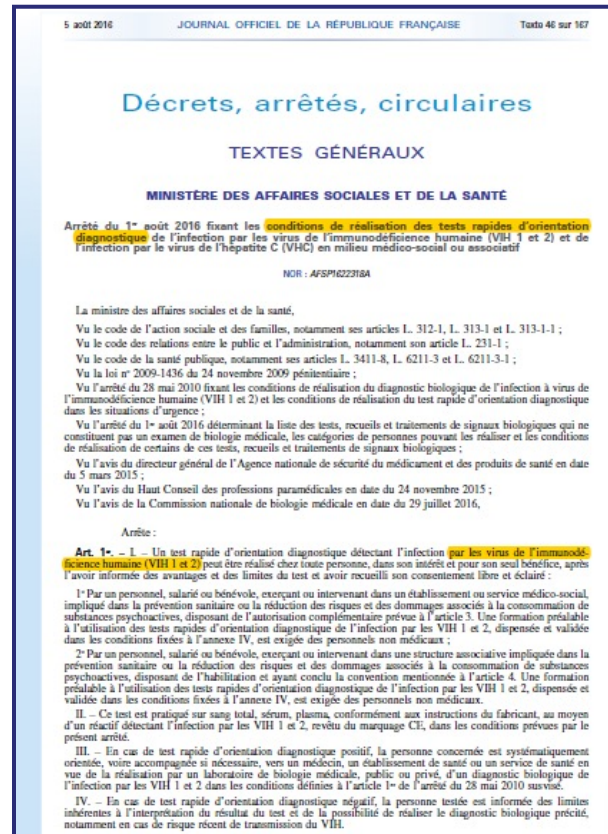 5 août 2016 JOURNAL OFFICIEL DE LA RÉPUBLIQUE FRANÇAISE Texte 46 sur 167
Décrets, arrêtés, circulaires
TEXTES GÉNÉRAUX
MINISTÈRE DES AFFAIRES SOCIALES ET DE LA SANTÉ
Arrêté du 1er août 2016 fixant les conditions de réalisation des tests rapides d'orientation
diagnostique de l'infection par les virus de l'immunodéficience humaine (VIH 1 et 2) et de
l'infection par le virus de l'hépatite C (VHC) en milieu médico-social ou associatif
NOR : AFSP1622318A
La ministre des affaires sociales et de la santé,
Vu le code de l'action sociale et des familles, notamment ses articles L. 312-1, L. 313-1 et L. 313-1-1 ;
Vu le code des relations entre le public et l'administration, notamment son article L. 231-1 ;
Vu le code de la santé publique, notamment ses articles L. 3411-8, L. 6211-3 et L. 6211-3-1 ;
Vu la loi nº 2009-1436 du 24 novembre 2009 pénitentiaire ;
Vu l'arrêté du 28 mai 2010 fixant les conditions de réalisation du diagnostic biologique de l'infection à virus de
l'immunodéficience humaine (VIH 1 et 2) et les conditions de réalisation du test rapide d'orientation diagnostique
dans les situations d'urgence ;
Vu l'arrêté du 1er août 2016 déterminant la liste des tests, recueils et traitements de signaux biologiques qui ne
constituent pas un examen de biologie médicale, les catégories de personnes pouvant les réaliser et les conditions
de réalisation de certains de ces tests, recueils et traitements de signaux biologiques ;
Vu l'avis du directeur général de l'Agence nationale de sécurité du médicament et des produits de santé en date
du 5 mars 2015 ;
Vu l'avis du Haut Conseil des professions paramédicales en date du 24 novembre 2015 ;
Vu l'avis de la Commission nationale de biologie médicale en date du 29 juillet 2016,
Arrête :
Art. 1er. – I. – Un test rapide d'orientation diagnostique détectant l'infection par les virus de l'immunodé-
ficience humaine (VIH 1 et 2) peut être réalisé chez toute personne, dans son intérêt et pour son seul bénéfice, après
l'avoir informée des avantages et des limites du test et avoir recueilli son consentement libre et éclairé :
1º Par un personnel, salarié ou bénévole, exerçant ou intervenant dans un établissement ou service médico-social,
impliqué dans la prévention sanitaire ou la réduction des risques et des dommages associés à la consommation de
substances psychoactives, disposant de l'autorisation complémentaire prévue à l'article 3. Une formation préalable
à l'utilisation des tests rapides d'orientation diagnostique de l'infection par les VIH 1 et 2, dispensée et validée
dans les conditions fixées à l'annexe IV, est exigée des personnels non médicaux ;
2º Par un personnel, salarié ou bénévole, exerçant ou intervenant dans une structure associative impliquée dans la
prévention sanitaire ou la réduction des risques et des dommages associés à la consommation de substances
psychoactives, disposant de l'habilitation et ayant conclu la convention mentionnée à l'article 4. Une formation
préalable à l'utilisation des tests rapides d'orientation diagnostique de l'infection par les VIH 1 et 2, dispensée et
validée dans les conditions fixées à l'annexe IV, est exigée des personnels non médicaux.
II. – Ce test est pratiqué sur sang total, sérum, plasma, conformément aux instructions du fabricant, au moyen
d'un réactif détectant l'infection par les VIH 1 et 2, revêtu du marquage CE, dans les conditions prévues par le
présent arrêté.
III. – En cas de test rapide d'orientation diagnostique positif, la personne concernée est systématiquement
orientée, voire accompagnée si nécessaire, vers un médecin, un établissement de santé ou un service de santé en
vue de la réalisation par un laboratoire de biologie médicale, public ou privé, d'un diagnostic biologique de
l'infection par les VIH 1 et 2 dans les conditions définies à l'article 1er de l'arrêté du 28 mai 2010 susvisé.
IV. – En cas de test rapide d'orientation diagnostique négatif, la personne testée est informée des limites
inhérentes à l'interprétation du résultat du test et de la possibilité de réaliser le diagnostic biologique précité,
notamment en cas de risque récent de transmission du VIH.